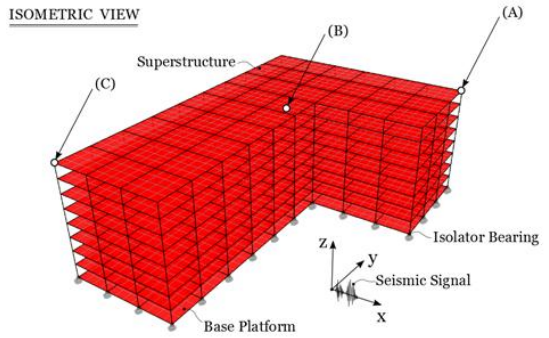 ISOMETRIC VIEW
(A)
(B)
Superstructure
(C)
Isolator Bearing
z
y
Seismic Signal
x
Base Platform